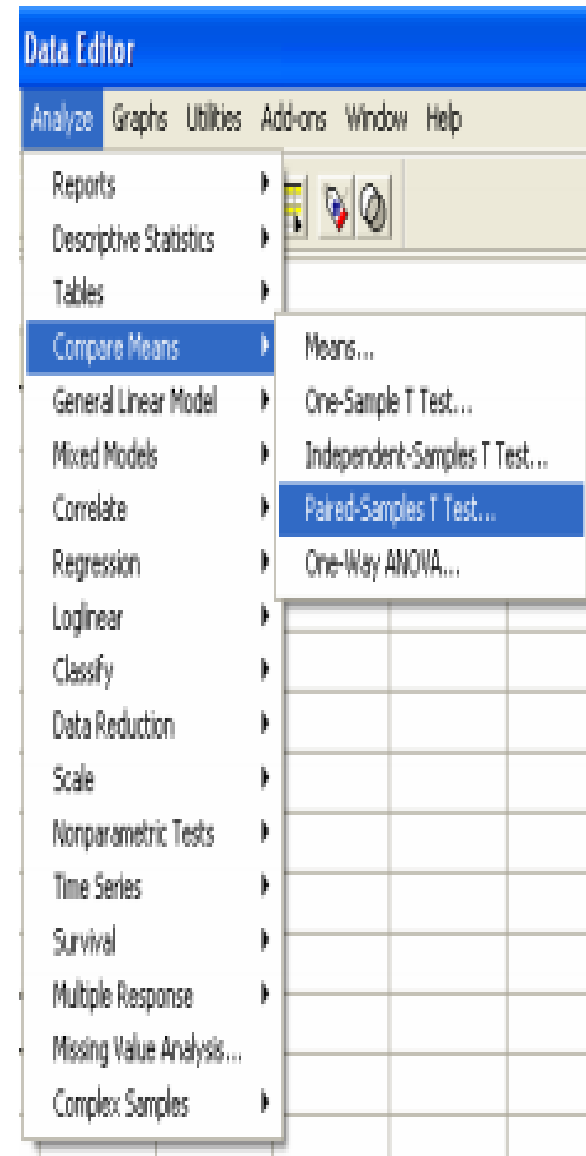 Data Editor
Analyze Graphs Utilities Add-ons Window Help
Reports
Descriptive Statistics
Tables
Compare Means
General Linear Model
Mixed Models
Correlate
Regression
Loglinear
Classify
Data Reduction
Scale
Nonparametric Tests
Time Series
Survival
Multiple Response
Missing Value Analysis...
Complex Samples
Means...
One-Sample T Test...
Independent-Samples T Test...
Paired-Samples T Test...
One-Way ANOVA...